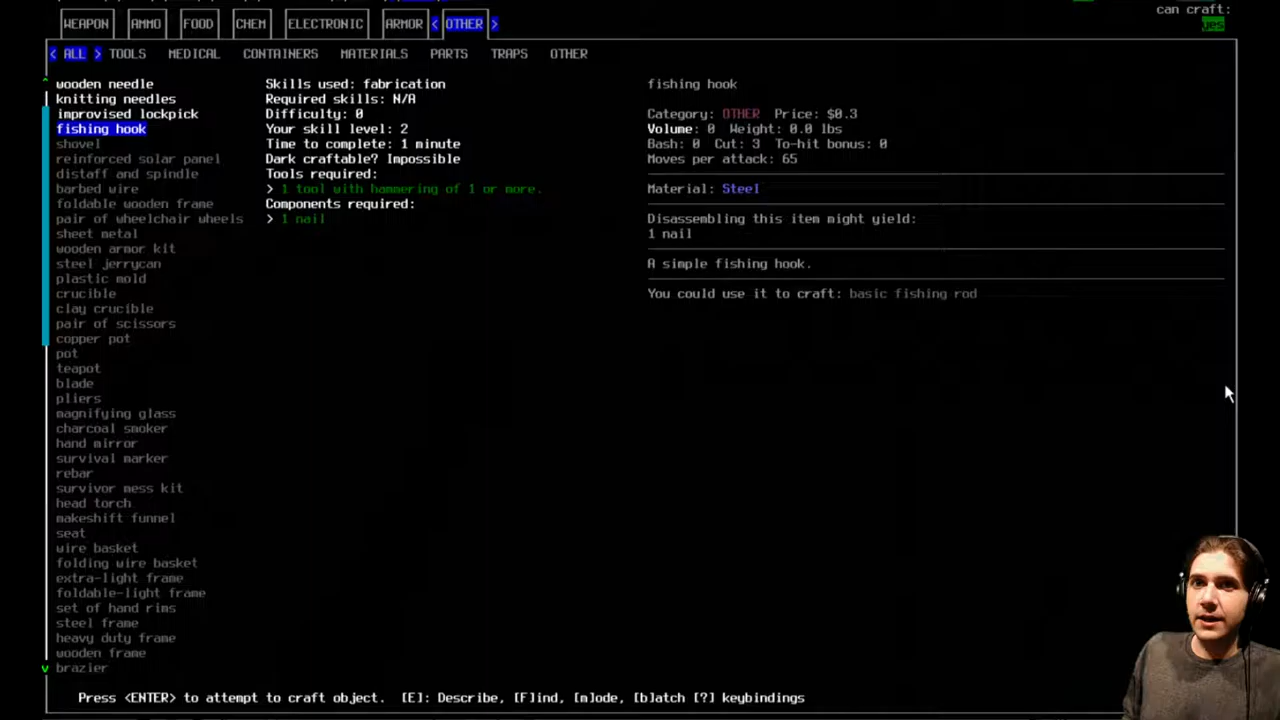 can craft:
WEAPON AMMO FOOD CHEM ELECTRONIC ARMOR < OTHER >
yes
< ALL > TOOLS MEDICAL CONTAINERS MATERIALS PARTS TRAPS OTHER
wooden needle
knitting needles
improvised lockpick
fishing hook
shovel
reinforced solar panel
distaff and spindle
barbed wire
foldable wooden frame
pair of wheelchair wheels
sheet metal
wooden armor kit
steel jerrycan
plastic mold
crucible
clay crucible
pair of scissors
copper pot
pot
teapot
blade
pliers
magnifying glass
charcoal smoker
hand mirror
survival marker
rebar
survivor mess kit
head torch
makeshift funnel
seat
wire basket
folding wire basket
extra-light frame
foldable-light frame
set of hand rims
steel frame
heavy duty frame
wooden frame
v brazier
Skills used: fabrication
Required skills: N/A
Difficulty: 0
Your skill level: 2
Time to complete: 1 minute
Dark craftable? Impossible
Tools required:
> 1 tool with hammering of 1 or more.
Components required:
> 1 nail
fishing hook
Category: OTHER Price: $0.3
Volume: 0 Weight: 0.0 lbs
Bash: 0 Cut: 3 To-hit bonus: 0
Moves per attack: 65
Material: Steel
Disassembling this item might yield:
1 nail
A simple fishing hook.
You could use it to craft: basic fishing rod
Press <ENTER> to attempt to craft object. [E]: Describe, [F]ind, [m]ode, [b]atch [?] keybindings